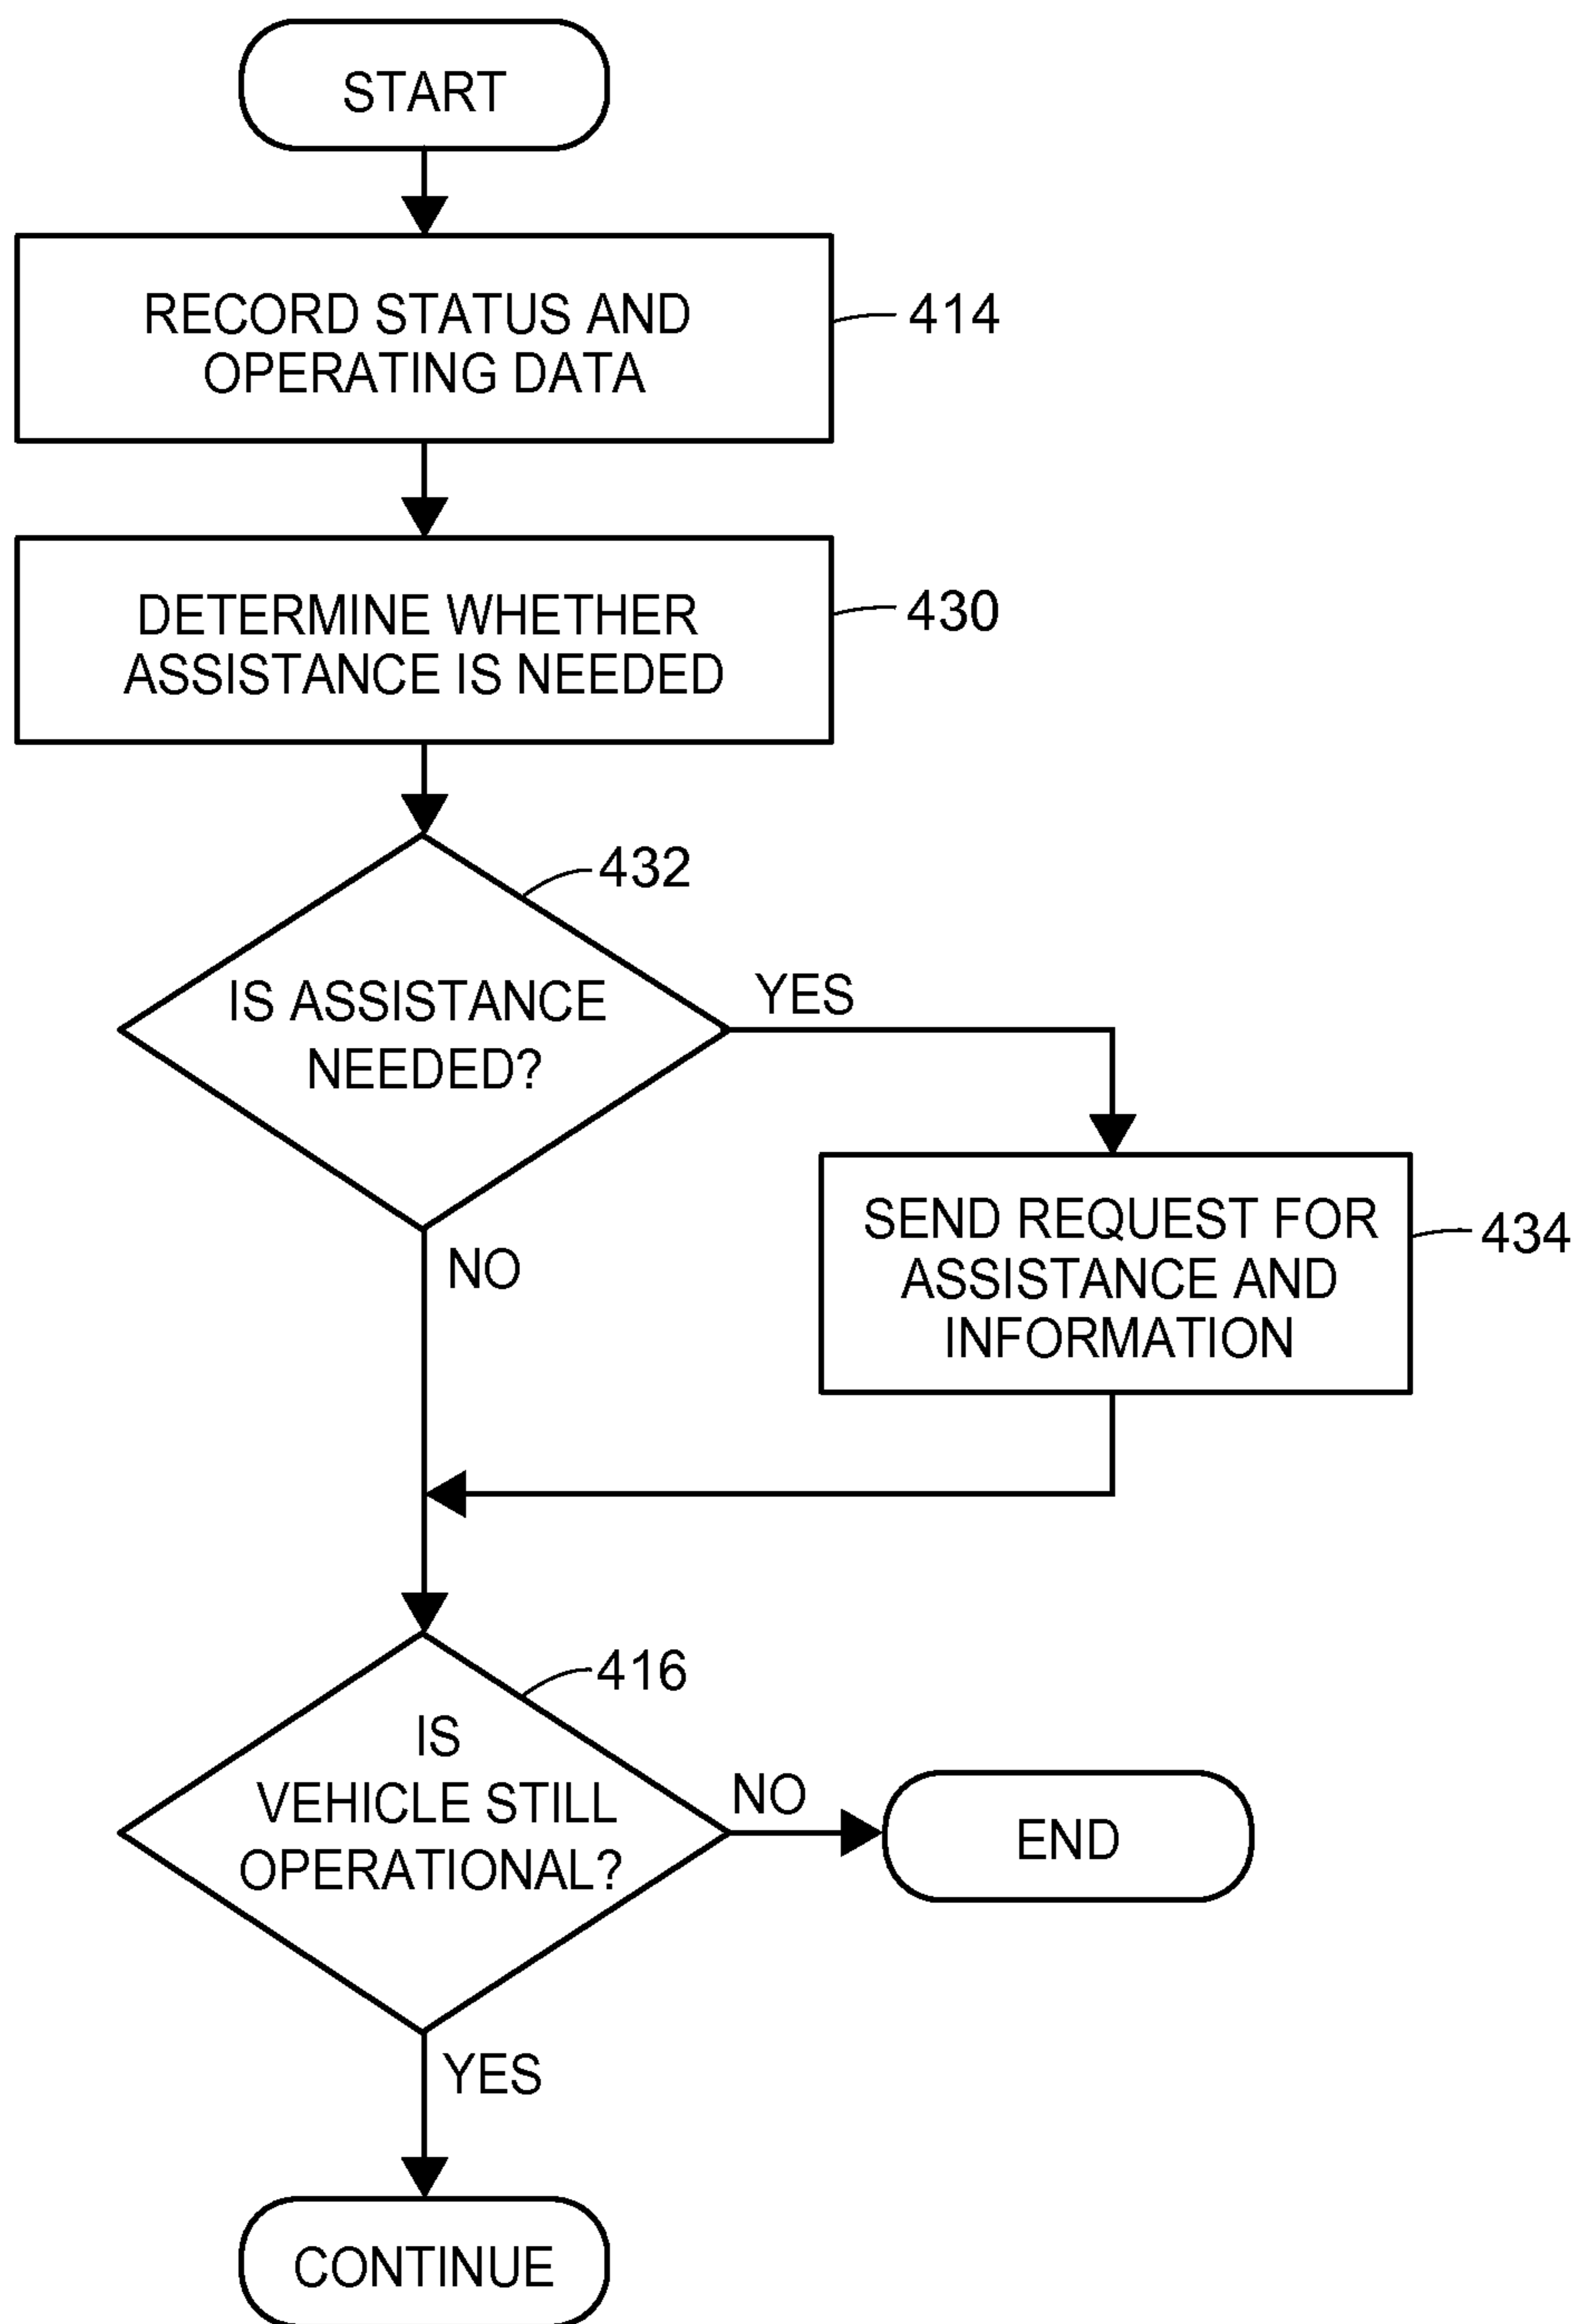 START
RECORD STATUS AND
OPERATING DATA
414
DETERMINE WHETHER
ASSISTANCE IS NEEDED
430
432
IS ASSISTANCE
NEEDED?
YES
NO
SEND REQUEST FOR
ASSISTANCE AND
INFORMATION
434
416
IS
VEHICLE STILL
OPERATIONAL?
NO
END
YES
CONTINUE